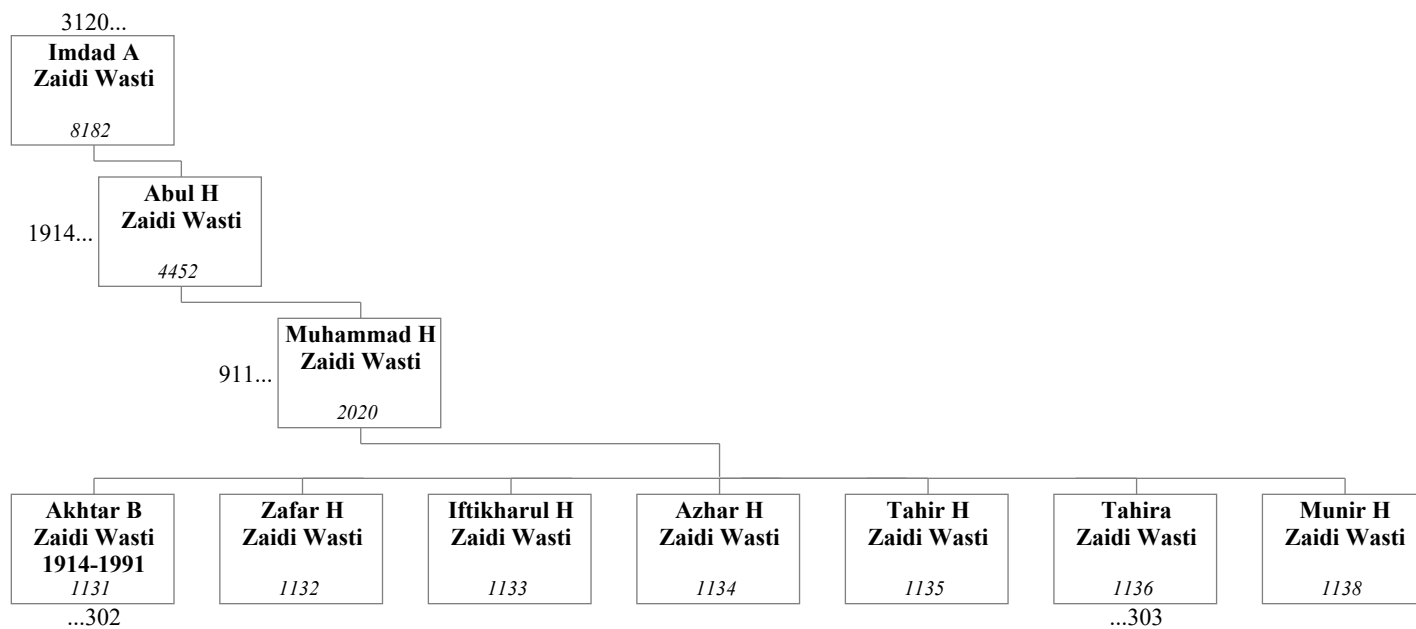 3120...
Imdad A
Zaidi Wasti
8182
Abul H
Zaidi Wasti
1914...
4452
Muhammad H
Zaidi Wasti
911...
2020
Akhtar B
Zaidi Wasti
1914-1991
1131
...302
Zafar H
Zaidi Wasti
1132
Iftikharul H
Zaidi Wasti
1133
Azhar H
Zaidi Wasti
1134
Tahir H
Zaidi Wasti
1135
Tahira
Zaidi Wasti
1136
...303
Munir H
Zaidi Wasti
1138